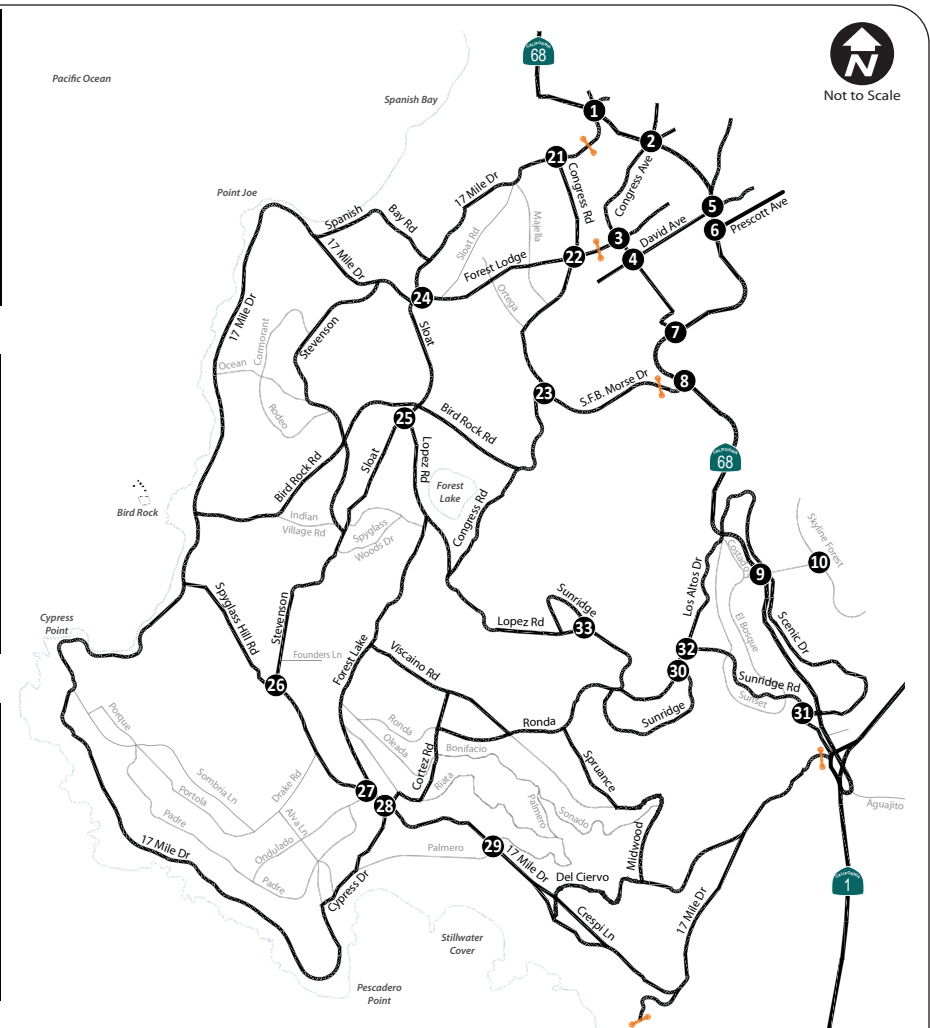 CALIFORNIA
68
N
Not to Scale
Pacific Ocean
Spanish Bay
1
2
21
Congress Rd
Congress Ave
17 Mile Dr
Point Joe
5
6
Prescott Ave
David Ave
3
4
22
Spanish
Bay Rd
17 Mile Dr
Sloat Rd
Majella
Forest Lodge
Ortega
24
17 Mile Dr
Cormorant
Stevenson
Sloat
7
8
S.F.B. Morse Dr
23
Ocean
Rodeo
25
Bird Rock Rd
Bird Rock Rd
Sloat
Lopez Rd
CALIFORNIA
68
Forest
Lake
Bird Rock
Indian
Village Rd
Spyglass
Woods Dr
Congress Rd
Skyline Forest
10
9
Costado
Los Altos Dr
El Bosque
Scenic Dr
Cypress
Point
Spyglass Hill Rd
Stevenson
Founders Ln
Forest Lake
Lopez Rd
Sunridge
33
32
30
26
Viscaino Rd
Sunridge
Sunridge Rd
Sunset
31
Ronda
Ronda
Oleada
Cortez Rd
Bonifacio
Spruance
Porque
Sombria Ln
Portola
Drake Rd
Padre
27
28
Riata
Palmero
Sonado
Aguajito
Alva Ln
Ondulado
Padre
17 Mile Dr
Cypress Dr
Palmero
29
17 Mile Dr
Del Ciervo
Midwood
Crespi Ln
17 Mile Dr
CALIFORNIA
1
Stillwater
Cover
Pescadero
Point